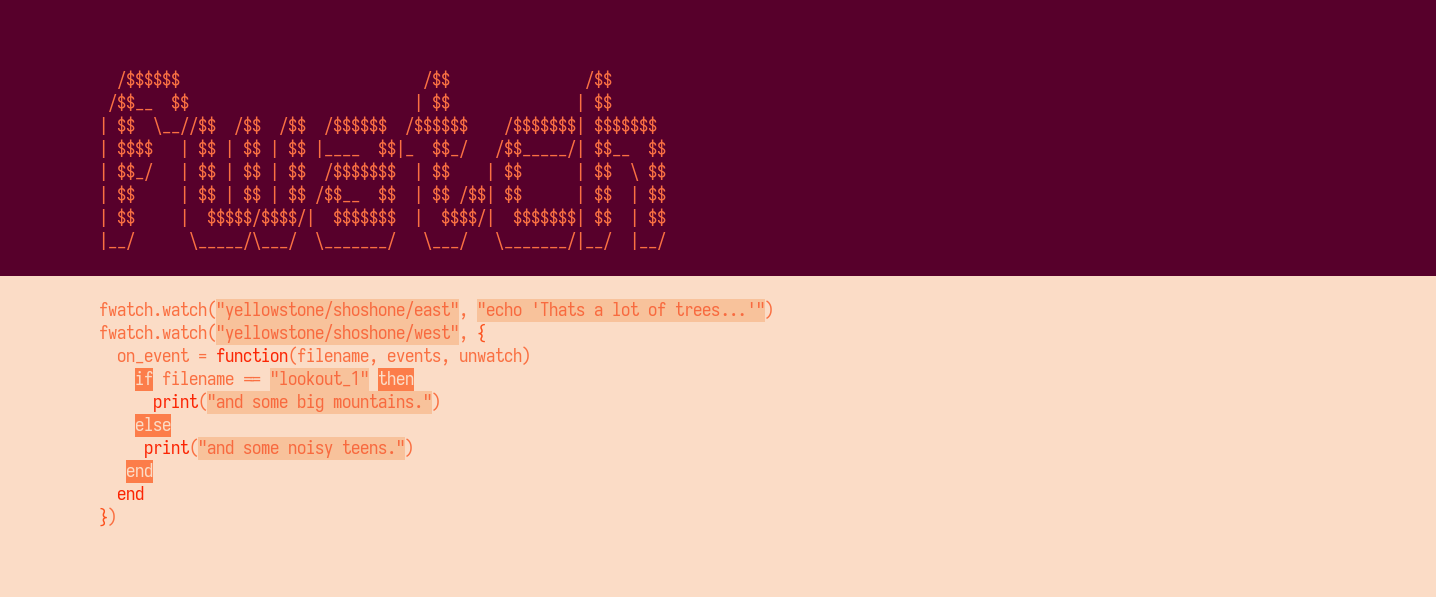 /$$$$$$                           /$$               /$$
 /$$__  $$                         | $$              | $$
| $$  \__//$$  /$$  /$$  /$$$$$$  /$$$$$$    /$$$$$$$| $$$$$$$
| $$$$   | $$ | $$ | $$ |____  $$|_  $$_/   /$$_____/| $$__  $$
| $$_/   | $$ | $$ | $$  /$$$$$$$  | $$    | $$      | $$  \ $$
| $$     | $$ | $$ | $$ /$$__  $$  | $$ /$$| $$      | $$  | $$
| $$     |  $$$$$/$$$$/|  $$$$$$$  |  $$$$/|  $$$$$$$| $$  | $$
|__/      \_____/\___/  \_______/   \___/   \_______/|__/  |__/
fwatch.watch("yellowstone/shoshone/east", "echo 'Thats a lot of trees...'")
fwatch.watch("yellowstone/shoshone/west", {
  on_event = function(filename, events, unwatch)
    if filename == "lookout_1" then
      print("and some big mountains.")
    else
     print("and some noisy teens.")
   end
  end
})